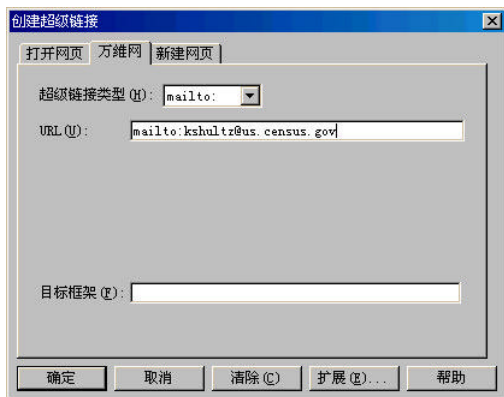 创建超级链接
打开网页 万维网 新建网页
超级链接类型(H): mailto:
URL(U): mailto:kshultz@us.census.gov
目标框架(F):
确定 取消 清除(C) 扩展(E)... 帮助